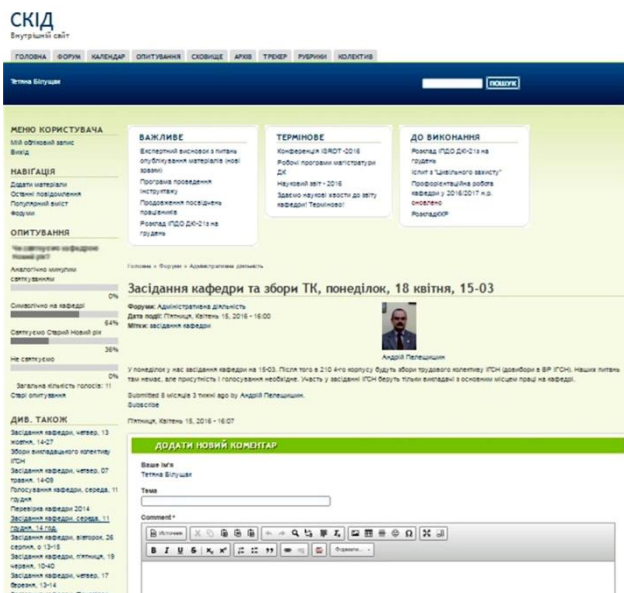 СКІД
Внутрішній сайт
ГОЛОВНА ФОРУМ КАЛЕНДАР ОПИТУВАННЯ СХОВИЩЕ АРХІВ ТРЕКЕР РУБРИКИ КОЛЕКТИВ
Тетяна Білущак
ПОШУК
МЕНЮ КОРИСТУВАЧА
Мій обліковий запис
Вихід
НАВІГАЦІЯ
Додати матеріали
Останні повідомлення
Популярний вміст
Форуми
ОПИТУВАННЯ
Аналогічно минулим
святкуванням
0%
Символічно на кафедрі
64%
Святкуємо Старий Новий рік
36%
Не святкуємо
0%
Загальна кількість голосів: 11
Старі опитування
ДИВ. ТАКОЖ
Засідання кафедри, четвер, 13
жовтня, 14-27
Збори викладацького колективу
ІГСН
Засідання кафедри, четвер, 07
травня, 14-09
Голосування кафедри, середа, 11
грудня
Перевірка кафедри 2014
Засідання кафедри, середа, 11
грудня, 14 год.
Засідання кафедри, вівторок, 26
серпня, о 13-15
Засідання кафедри, п'ятниця, 19
червня, 10-40
Засідання кафедри, четвер, 17
березня, 13-14
ВАЖЛИВЕ
Експертний висновок з питань
опублікування матеріалів (нові
зразки)
Програма проведення
інструктажу
Продовження посвідчень
працівників
Розклад ІПДО ДКІ-21з на
грудень
ТЕРМІНОВЕ
Конференція ISRDT -2016
Робочі програми магістратури
ДК
Науковий звіт - 2016
Здаємо наукові квости до звіту
кафедри! Терміново!
ДО ВИКОНАННЯ
Розклад ІПДО ДКІ-21з на
грудень
Іспит з "Цивільного захисту"
Профорієнтаційна робота
кафедри у 2016/2017 н.р.
оновлено
РозкладККР
Головна » Форуми » Адміністративна діяльність
Засідання кафедри та збори ТК, понеділок, 18 квітня, 15-03
Форуми: Адміністративна діяльність
Дата події: П'ятниця, Квітень 15, 2016 - 16:00
Мітки: засідання кафедри
Андрій Пелещишин
У понеділок у нас засідання кафедри на 15-03. Після того в 210 4-го корпусу будуть збори трудового колективу ІГСН (довибори в ВР ІГСН). Наших питань
там немає, але присутність і голосування необхідне. Участь у засіданні ІГСН беруть тільки викладачі з основним місцем праці на кафедрі.
Submitted 8 місяців 3 тижні ago by Андрій Пелещишин.
Subscribe
П'ятниця, Квітень 15, 2016 - 16:07
ДОДАТИ НОВИЙ КОМЕНТАР
Ваше ім'я
Тетяна Білущак
Тема
Comment *
Источник
Формати...